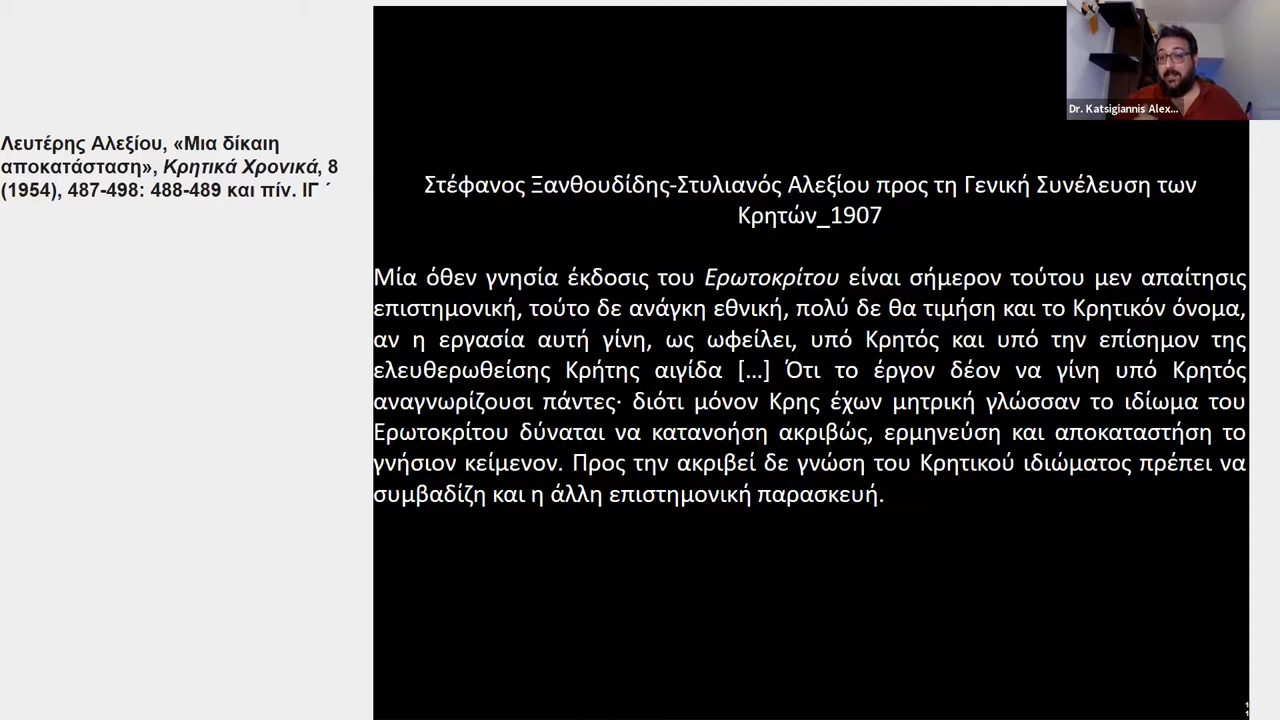 Dr. Katsigiannis Alex...
Λευτέρης Αλεξίου, «Μια δίκαιη
αποκατάσταση», Κρητικά Χρονικά, 8
(1954), 487-498: 488-489 και πίν. ΙΓ ΄
Στέφανος Ξανθουδίδης-Στυλιανός Αλεξίου προς τη Γενική Συνέλευση των
Κρητών_1907
Μία όθεν γνησία έκδοσις του Ερωτοκρίτου είναι σήμερον τούτου μεν απαίτησις
επιστημονική, τούτο δε ανάγκη εθνική, πολύ δε θα τιμήση και το Κρητικόν όνομα,
αν η εργασία αυτή γίνη, ως ωφείλει, υπό Κρητός και υπό την επίσημον της
ελευθερωθείσης Κρήτης αιγίδα [...] Ότι το έργον δέον να γίνη υπό Κρητός
αναγνωρίζουσι πάντες· διότι μόνον Κρης έχων μητρική γλώσσαν το ιδίωμα του
Ερωτοκρίτου δύναται να κατανοήση ακριβώς, ερμηνεύση και αποκαταστήση το
γνήσιον κείμενον. Προς την ακριβεί δε γνώση του Κρητικού ιδιώματος πρέπει να
συμβαδίζη και η άλλη επιστημονική παρασκευή.
1
1